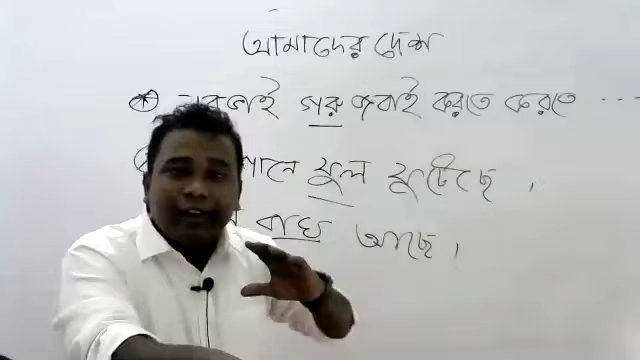 আমাদের দেশ
গরু জবাই করতে করতে ...
ফুল ফুটেছে,
বাঘ আছে।